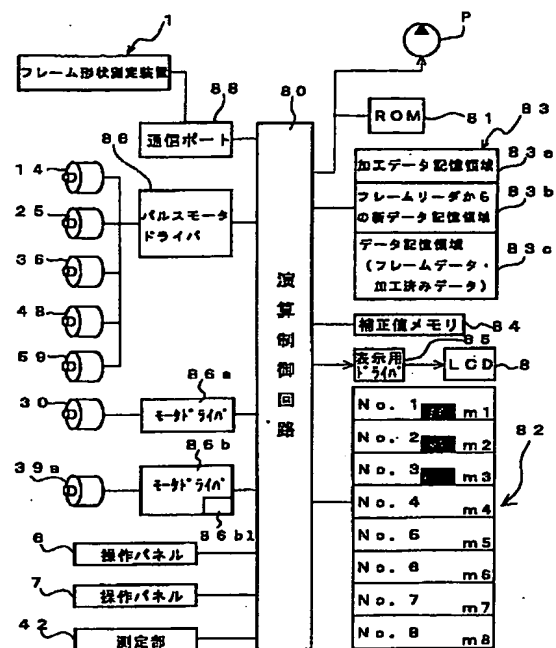 1
フレーム形状測定装置
88
通信ポート
86
パルスモータ
ドライバ
14
25
36
48
59
30
86a
ﾓｰﾀﾄﾞﾗｲﾊﾞ
39a
86b
ﾓｰﾀﾄﾞﾗｲﾊﾞ
86b1
6
操作パネル
7
操作パネル
42
測定部
80
演算制御回路
P
ROM
81
83
加工データ記憶領域
83a
フレームリーダから
の新データ記憶領域
83b
データ記憶領域
(フレームデータ・
加工済みデータ)
83c
補正値メモリ
84
表示用
ﾄﾞﾗｲﾊﾞ
85
LCD
8
No. 1 m1
No. 2 m2
No. 3 m3
No. 4 m4
No. 5 m5
No. 6 m6
No. 7 m7
No. 8 m8
82